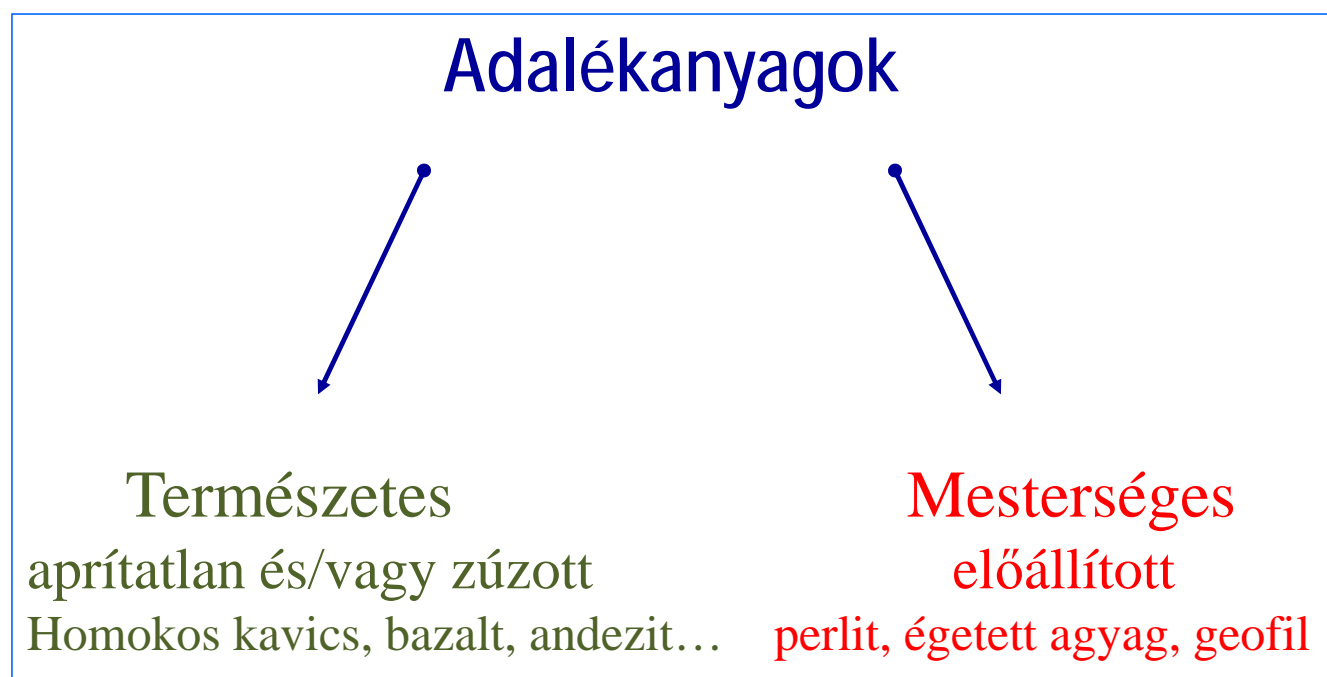 Adalékanyagok
Természetes
aprítatlan és/vagy zúzott
Homokos kavics, bazalt, andezit…
Mesterséges
előállított
perlit, égetett agyag, geofil